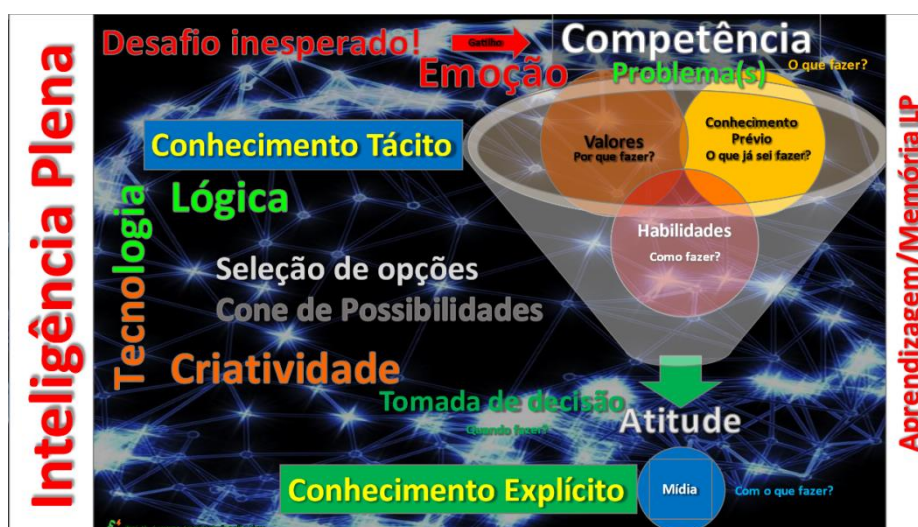 Inteligência Plena
Desafio inesperado!
Gatilho
Emoção
Competência
Problema(s)
O que fazer?
Conhecimento Tácito
Valores
Por que fazer?
Conhecimento
Prévio
O que já sei fazer?
Tecnologia
Lógica
Habilidades
Como fazer?
Seleção de opções
Cone de Possibilidades
Criatividade
Tomada de decisão
Quando fazer?
Atitude
Conhecimento Explícito
Mídia
Com o que fazer?
Aprendizagem/Memória LP